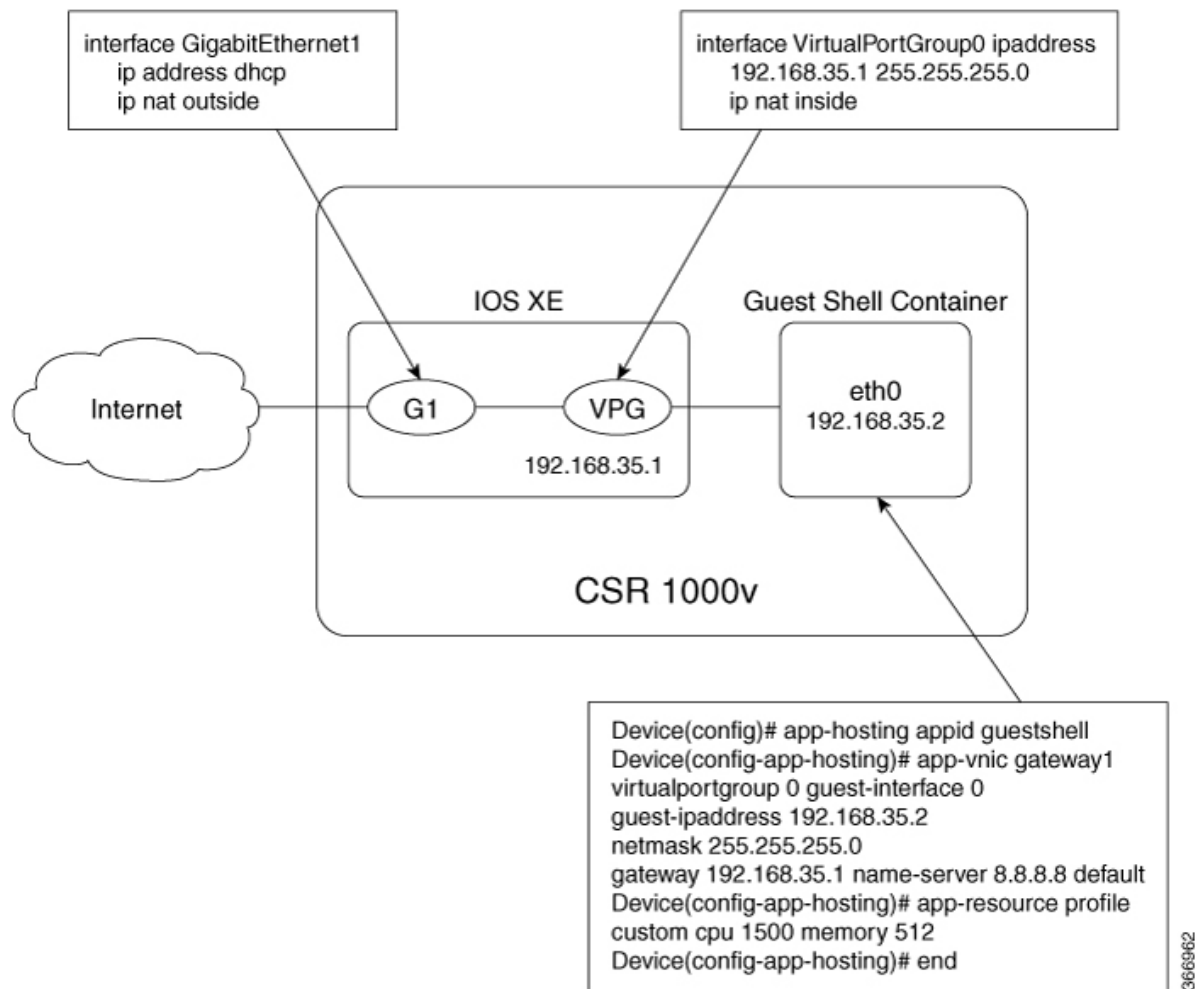 interface GigabitEthernet1
ip address dhcp
ip nat outside
interface VirtualPortGroup0 ipaddress
192.168.35.1 255.255.255.0
ip nat inside
IOS XE
Guest Shell Container
Internet
G1
VPG
eth0
192.168.35.2
192.168.35.1
CSR 1000v
Device(config)# app-hosting appid guestshell
Device(config-app-hosting)# app-vnic gateway1
virtualportgroup 0 guest-interface 0
guest-ipaddress 192.168.35.2
netmask 255.255.255.0
gateway 192.168.35.1 name-server 8.8.8.8 default
Device(config-app-hosting)# app-resource profile
custom cpu 1500 memory 512
Device(config-app-hosting)# end
366962